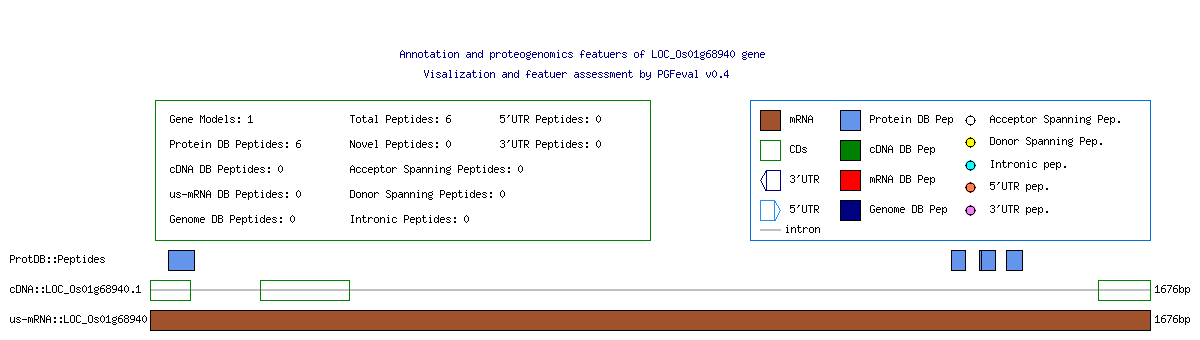 Annotation and proteogenomics featuers of LOC_Os01g68940 gene
Visalization and featuer assessment by PGFeval v0.4
Gene Models: 1 Total Peptides: 6 5'UTR Peptides: 0
Protein DB Peptides: 6 Novel Peptides: 0 3'UTR Peptides: 0
cDNA DB Peptides: 0 Acceptor Spanning Peptides: 0
us-mRNA DB Peptides: 0 Donor Spanning Peptides: 0
Genome DB Peptides: 0 Intronic Peptides: 0
mRNA Protein DB Pep Acceptor Spanning Pep.
CDs cDNA DB Pep Donor Spanning Pep.
3'UTR mRNA DB Pep Intronic pep.
5'UTR Genome DB Pep 5'UTR pep.
intron 3'UTR pep.
ProtDB::Peptides
cDNA::LOC_Os01g68940.1 1676bp
us-mRNA::LOC_Os01g68940 1676bp